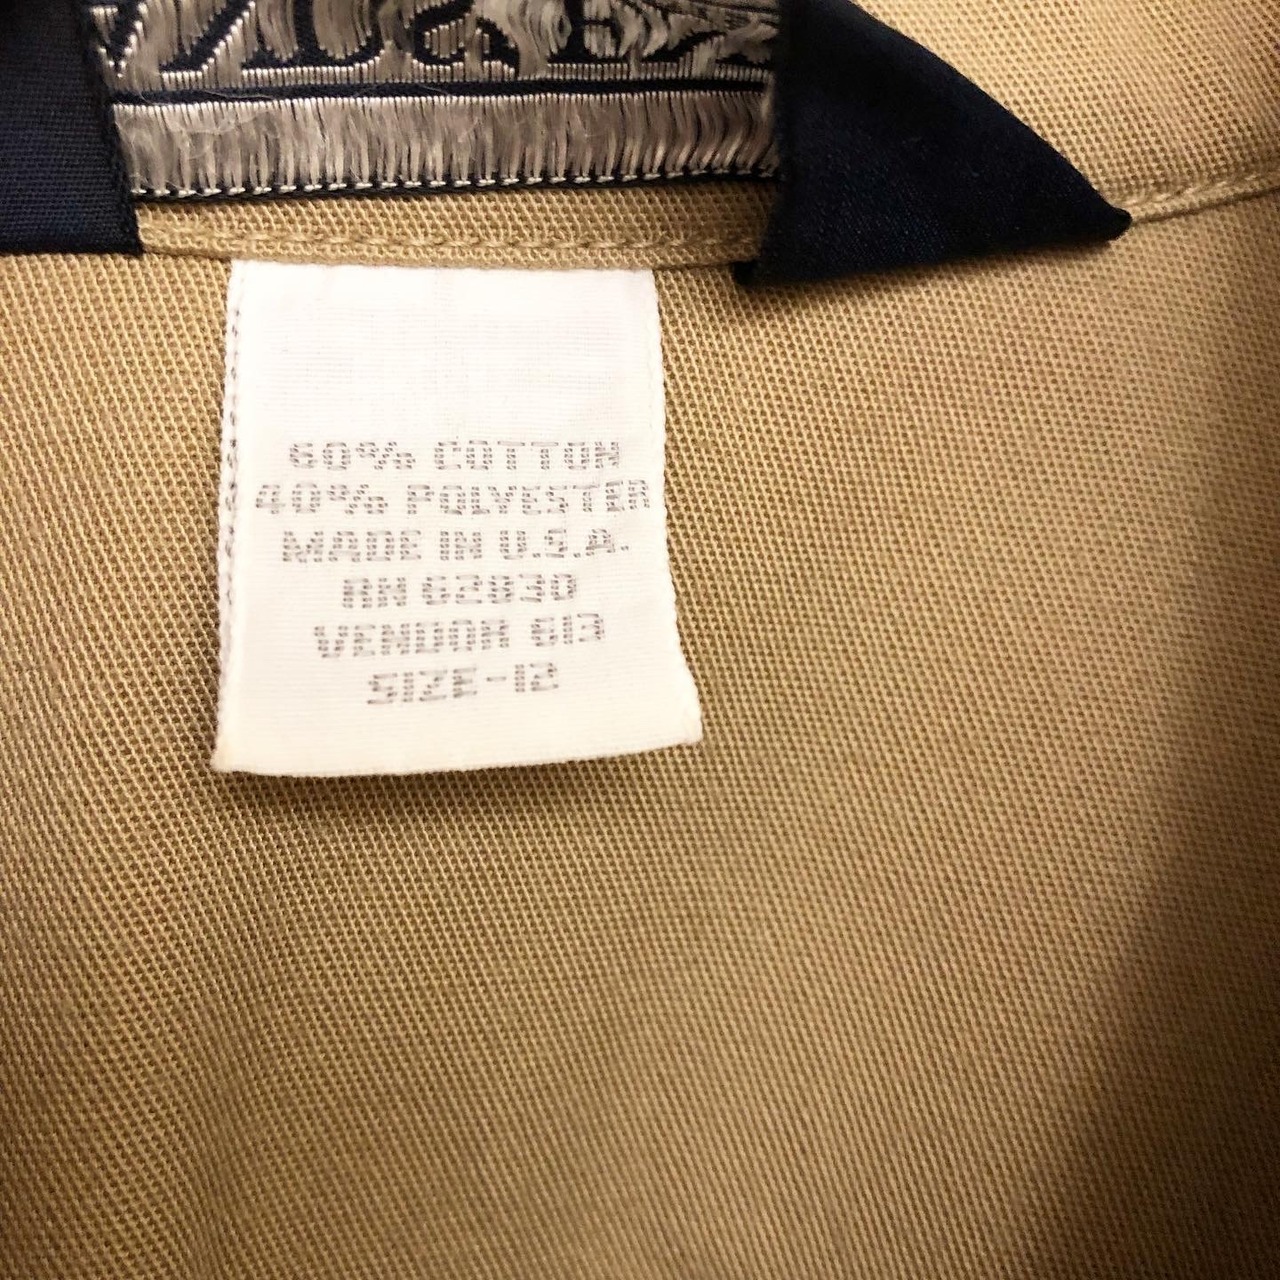 60% COTTON
40% POLYESTER
MADE IN U.S.A.
RN 62830
VENDOR 613
SIZE-12